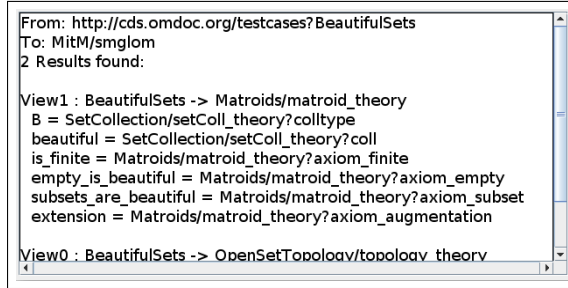 From: http://cds.omdoc.org/testcases?BeautifulSets
To: MitM/smglom
2 Results found:
View1 : BeautifulSets -> Matroids/matroid_theory
B = SetCollection/setColl_theory?colltype
beautiful = SetCollection/setColl_theory?coll
is_finite = Matroids/matroid_theory?axiom_finite
empty_is_beautiful = Matroids/matroid_theory?axiom_empty
subsets_are_beautiful = Matroids/matroid_theory?axiom_subset
extension = Matroids/matroid_theory?axiom_augmentation
View0 : BeautifulSets -> OpenSetTopology/topology_theory